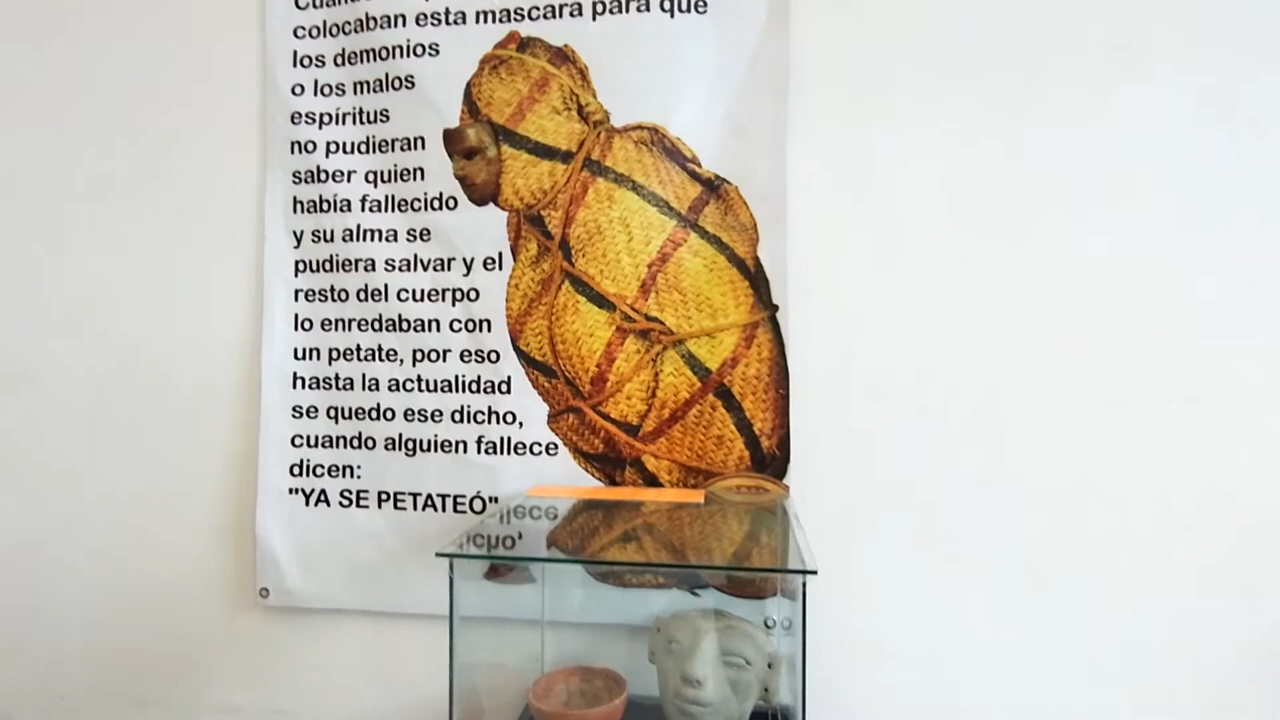 colocaban esta mascara para que
los demonios
o los malos
espíritus
no pudieran
saber quien
había fallecido
y su alma se
pudiera salvar y el
resto del cuerpo
lo enredaban con
un petate, por eso
hasta la actualidad
se quedo ese dicho,
cuando alguien fallece
dicen:
"YA SE PETATEÓ"